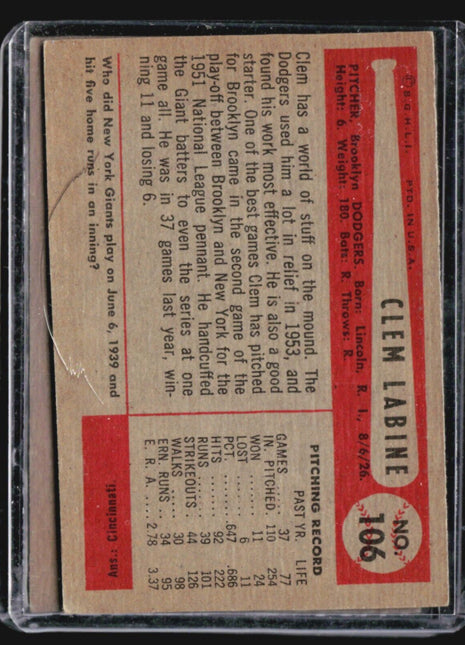 © B.G.H.L.I. PTD. IN U.S.A.
CLEM LABINE
NO.
106
PITCHER, Brooklyn DODGERS. Born: Lincoln, R. I., 8/6/26.
Height: 6. Weight: 180. Bats: R. Throws: R.
Clem has a world of stuff on the mound. The
Dodgers used him a lot in relief in 1953, and
found his work most effective. He is also a good
starter. One of the best games Clem has pitched
for Brooklyn came in the second game of the
play-off between Brooklyn and New York for the
1951 National League pennant. He handcuffed
the Giant batters to even the series at one
game all. He was in 37 games last year, win-
ning 11 and losing 6.
PITCHING RECORD
PAST YR. LIFE
GAMES 37 77
IN. PITCHED. 110 254
WON ........ 11 24
LOST ........ 6 11
PCT. ....... .647 .686
HITS ....... 92 222
RUNS ....... 39 101
STRIKEOUTS . 44 126
WALKS ...... 30 98
ERN. RUNS ... 34 95
E. R. A. .... 2.78 3.37
Who did New York Giants play on June 6, 1939 and
hit five home runs in an inning?
Ans.: Cincinnati